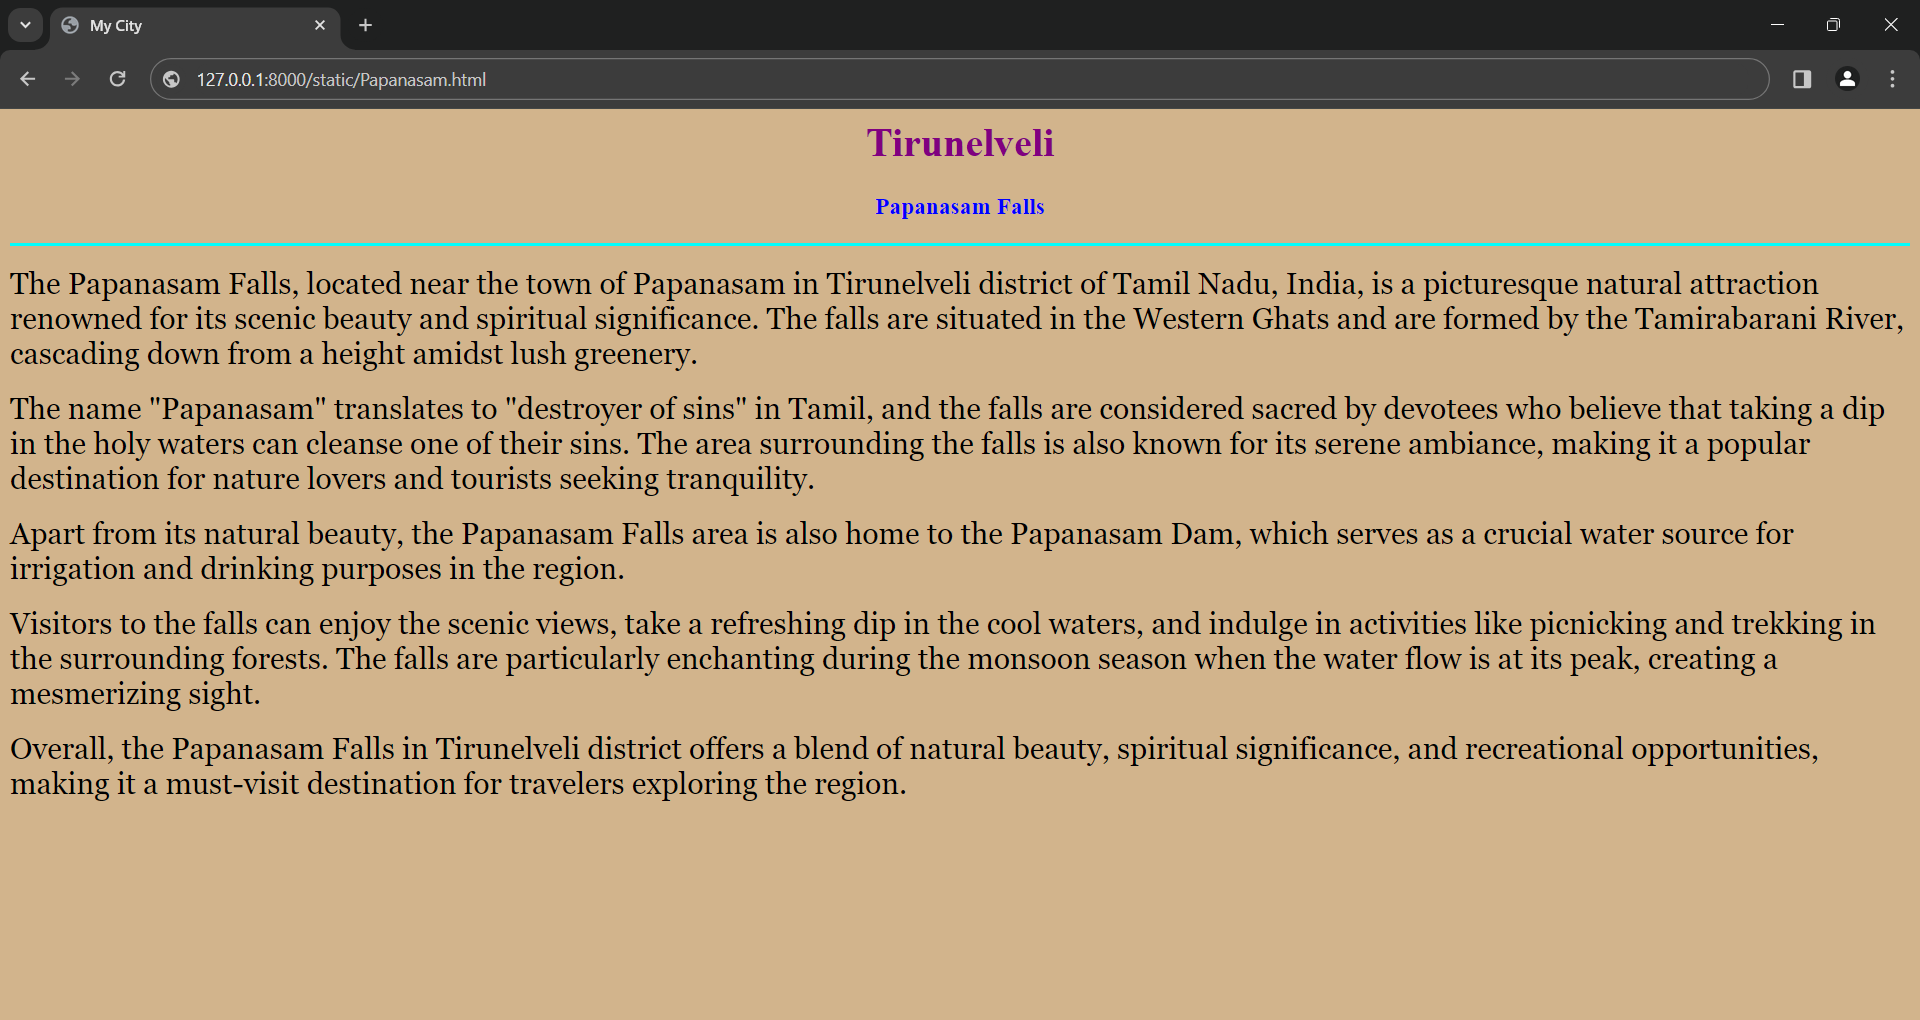 My City
127.0.0.1:8000/static/Papanasam.html
Tirunelveli
Papanasam Falls
The Papanasam Falls, located near the town of Papanasam in Tirunelveli district of Tamil Nadu, India, is a picturesque natural attraction
renowned for its scenic beauty and spiritual significance. The falls are situated in the Western Ghats and are formed by the Tamirabarani River,
cascading down from a height amidst lush greenery.
The name "Papanasam" translates to "destroyer of sins" in Tamil, and the falls are considered sacred by devotees who believe that taking a dip
in the holy waters can cleanse one of their sins. The area surrounding the falls is also known for its serene ambiance, making it a popular
destination for nature lovers and tourists seeking tranquility.
Apart from its natural beauty, the Papanasam Falls area is also home to the Papanasam Dam, which serves as a crucial water source for
irrigation and drinking purposes in the region.
Visitors to the falls can enjoy the scenic views, take a refreshing dip in the cool waters, and indulge in activities like picnicking and trekking in
the surrounding forests. The falls are particularly enchanting during the monsoon season when the water flow is at its peak, creating a
mesmerizing sight.
Overall, the Papanasam Falls in Tirunelveli district offers a blend of natural beauty, spiritual significance, and recreational opportunities,
making it a must-visit destination for travelers exploring the region.